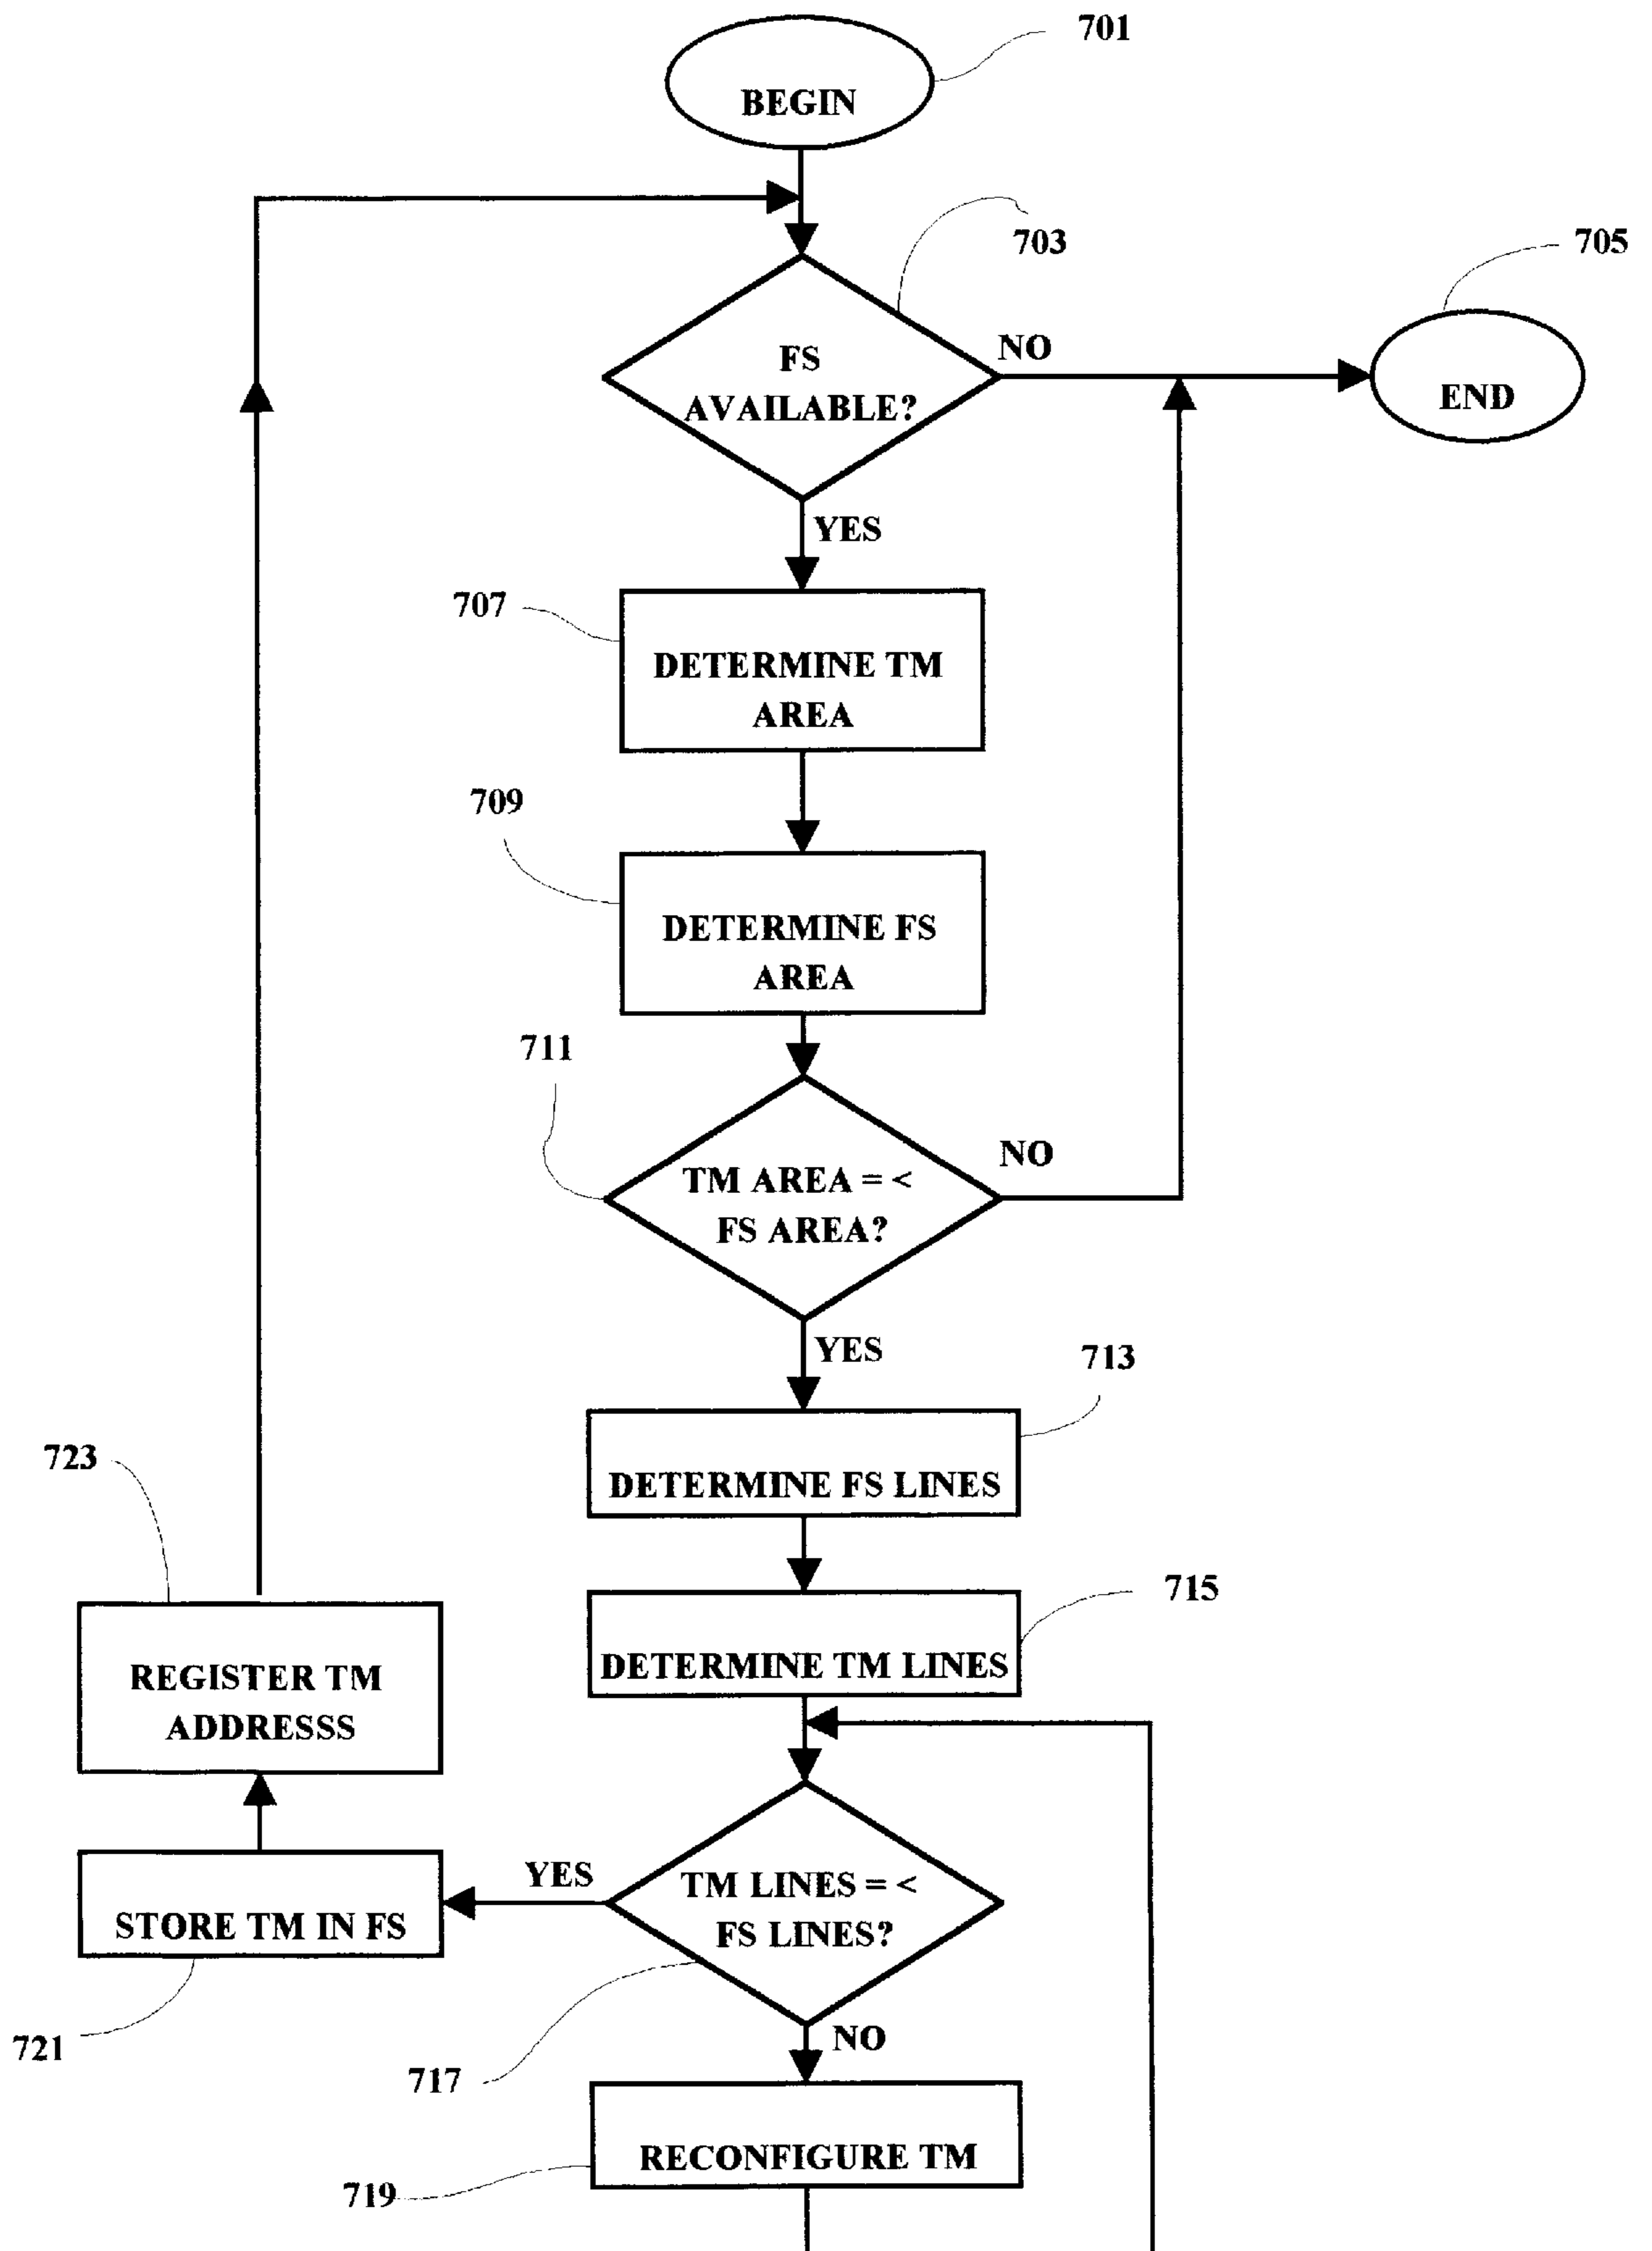 701
BEGIN
703
705
FS
AVAILABLE?
NO
END
YES
707
DETERMINE TM
AREA
709
DETERMINE FS
AREA
711
TM AREA = <
FS AREA?
NO
YES
713
DETERMINE FS LINES
723
715
REGISTER TM
ADDRESSS
DETERMINE TM LINES
YES
TM LINES = <
FS LINES?
STORE TM IN FS
721
NO
717
RECONFIGURE TM
719